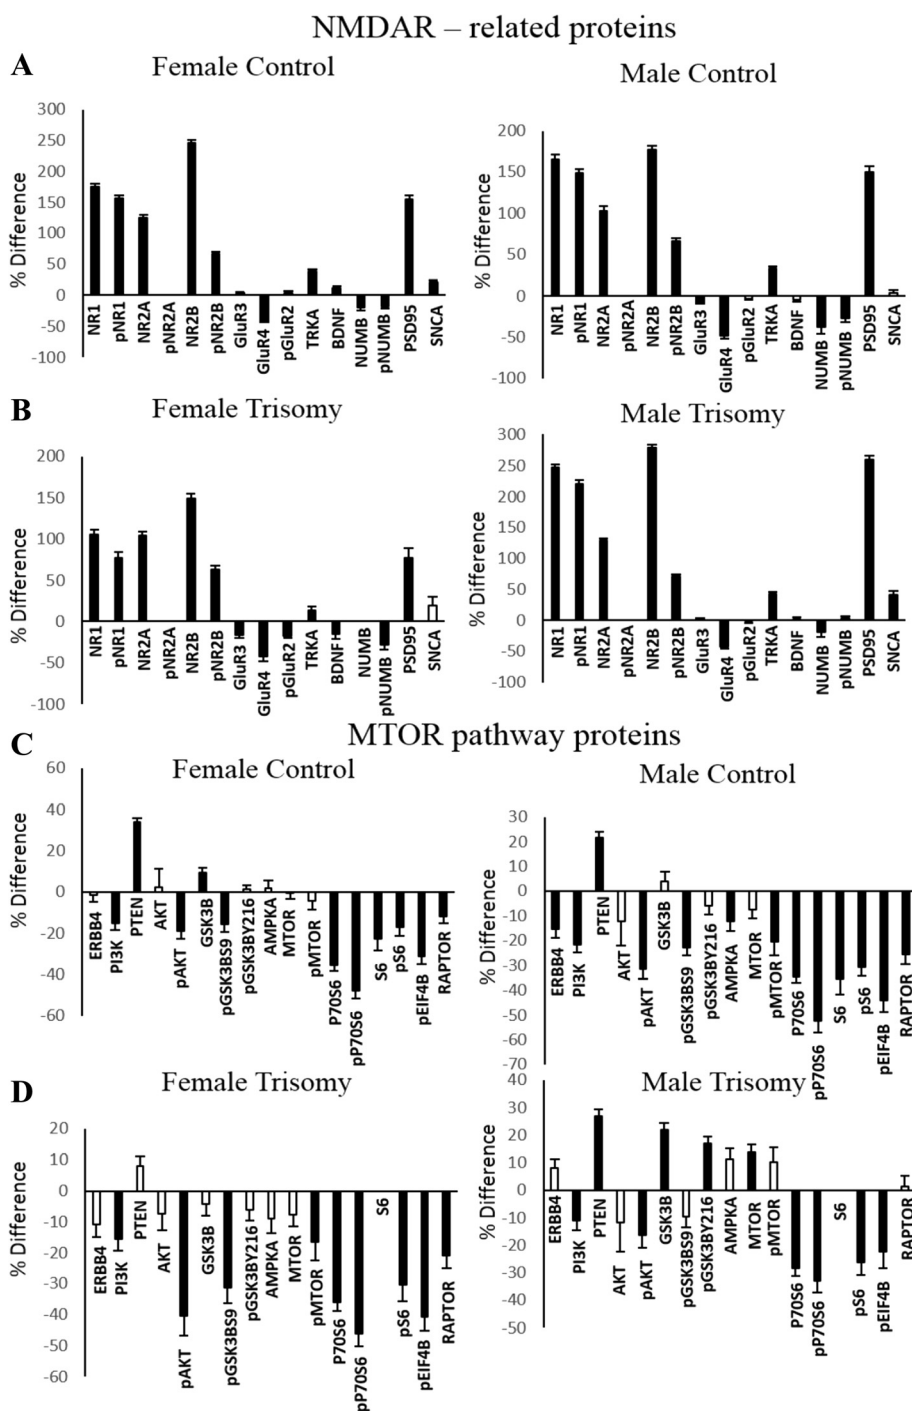 NMDAR – related proteins
A
Female Control
% Difference
300
250
200
150
100
50
0
-50
-100
NR1
pNR1
NR2A
pNR2A
NR2B
pNR2B
GluR3
GluR4
pGluR2
TRKA
BDNF
NUMB
pNUMB
PSD95
SNCA
Male Control
% Difference
200
150
100
50
0
-50
-100
NR1
pNR1
NR2A
pNR2A
NR2B
pNR2B
GluR3
GluR4
pGluR2
TRKA
BDNF
NUMB
pNUMB
PSD95
SNCA
B
Female Trisomy
% Difference
200
150
100
50
0
-50
-100
NR1
pNR1
NR2A
pNR2A
NR2B
pNR2B
GluR3
GluR4
pGluR2
TRKA
BDNF
NUMB
pNUMB
PSD95
SNCA
Male Trisomy
% Difference
300
250
200
150
100
50
0
-50
-100
NR1
pNR1
NR2A
pNR2A
NR2B
pNR2B
GluR3
GluR4
pGluR2
TRKA
BDNF
NUMB
pNUMB
PSD95
SNCA
MTOR pathway proteins
C
Female Control
% Difference
60
40
20
0
-20
-40
-60
ERBB4
PI3K
PTEN
AKT
pAKT
GSK3B
pGSK3BS9
pGSK3BY216
AMPKA
MTOR
pMTOR
P70S6
pP70S6
S6
pS6
pEIF4B
RAPTOR
Male Control
% Difference
30
20
10
0
-10
-20
-30
-40
-50
-60
-70
ERBB4
PI3K
PTEN
AKT
pAKT
GSK3B
pGSK3BS9
pGSK3BY216
AMPKA
MTOR
pMTOR
P70S6
pP70S6
S6
pS6
pEIF4B
RAPTOR
D
Female Trisomy
% Difference
20
10
0
-10
-20
-30
-40
-50
-60
ERBB4
PI3K
PTEN
AKT
pAKT
GSK3B
pGSK3BS9
pGSK3BY216
AMPKA
MTOR
pMTOR
P70S6
pP70S6
S6
pS6
pEIF4B
RAPTOR
Male Trisomy
% Difference
40
30
20
10
0
-10
-20
-30
-40
-50
ERBB4
PI3K
PTEN
AKT
pAKT
GSK3B
pGSK3BS9
pGSK3BY216
AMPKA
MTOR
pMTOR
P70S6
pP70S6
S6
pS6
pEIF4B
RAPTOR